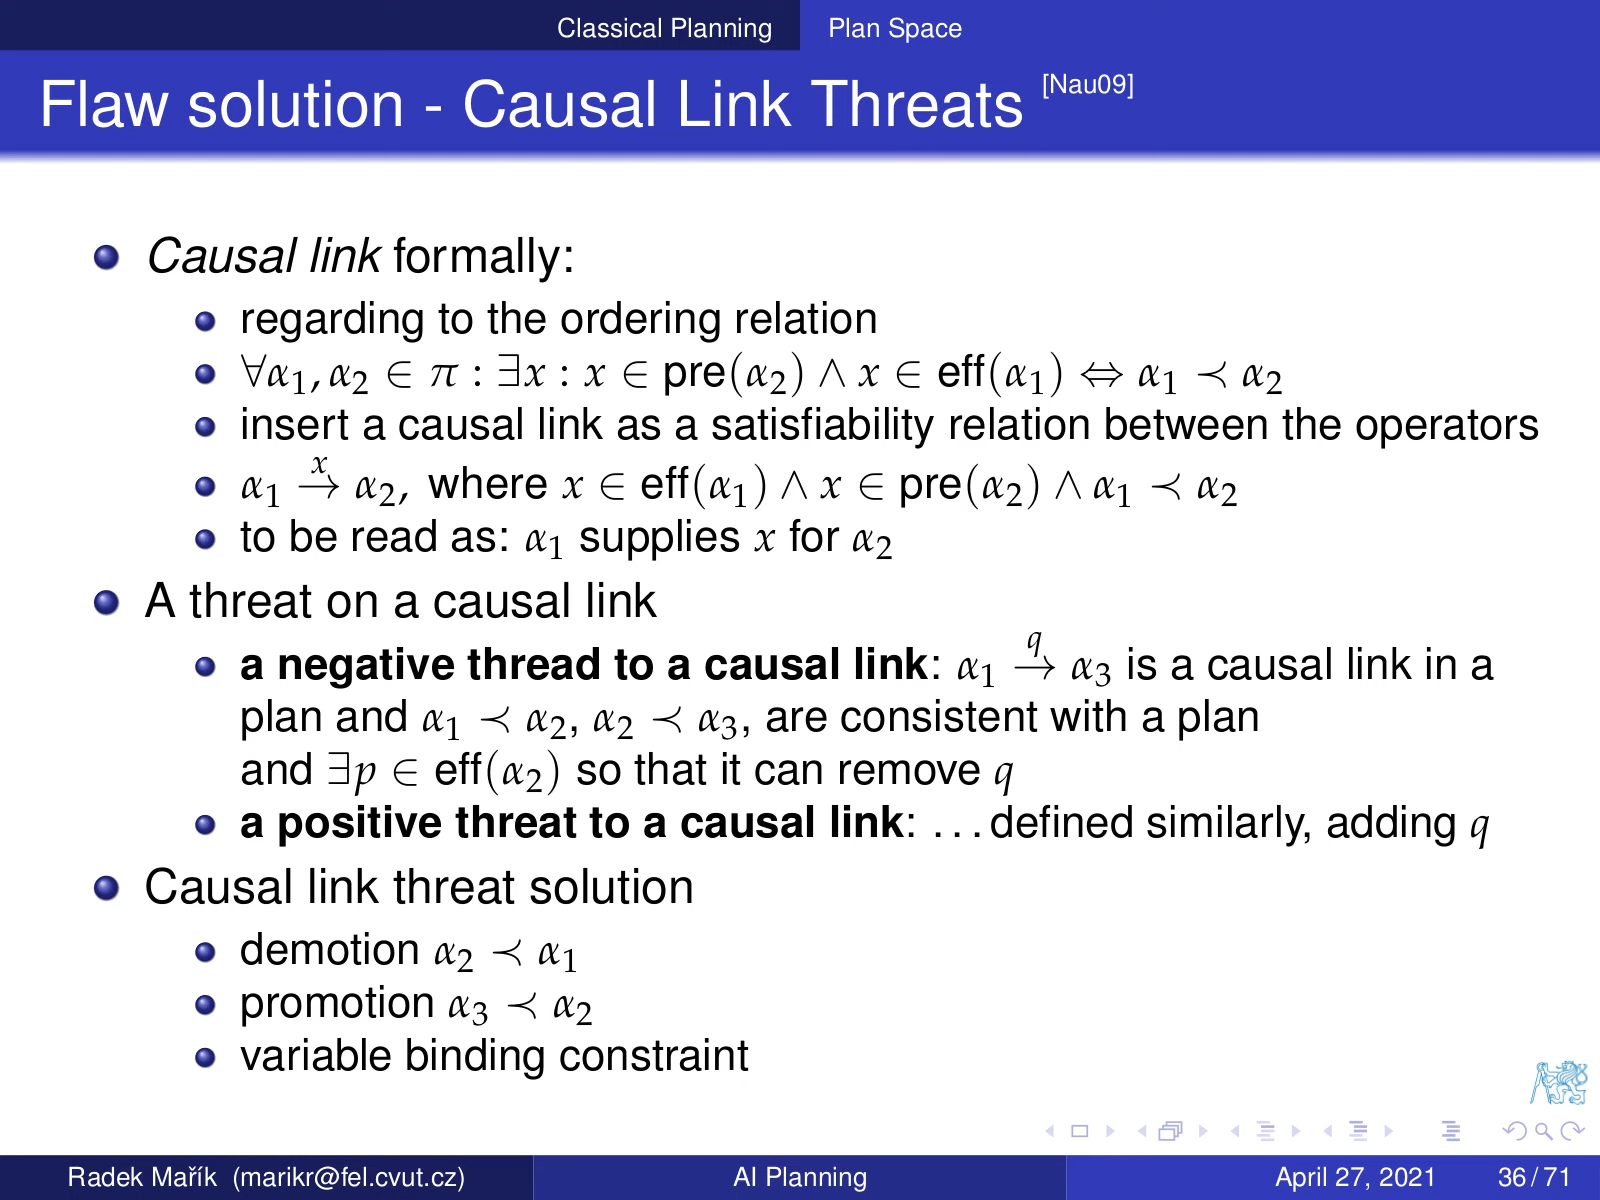 Classical Planning Plan Space
Flaw solution - Causal Link Threats [Nau09]
Causal link formally:
regarding to the ordering relation
∀α₁, α₂ ∈ π : ∃x : x ∈ pre(α₂) ∧ x ∈ eff(α₁) ⇔ α₁ ≺ α₂
insert a causal link as a satisfiability relation between the operators
α₁ →ˣ α₂, where x ∈ eff(α₁) ∧ x ∈ pre(α₂) ∧ α₁ ≺ α₂
to be read as: α₁ supplies x for α₂
A threat on a causal link
a negative thread to a causal link: α₁ →^q α₃ is a causal link in a
plan and α₁ ≺ α₂, α₂ ≺ α₃, are consistent with a plan
and ∃p ∈ eff(α₂) so that it can remove q
a positive threat to a causal link: ... defined similarly, adding q
Causal link threat solution
demotion α₂ ≺ α₁
promotion α₃ ≺ α₂
variable binding constraint
Radek Mařík (marikr@fel.cvut.cz) AI Planning April 27, 2021 36 / 71